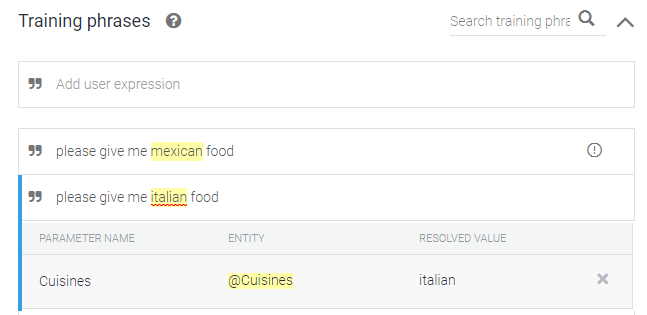 Training phrases ?
Search training phra
Add user expression
please give me mexican food
please give me italian food
PARAMETER NAME ENTITY RESOLVED VALUE
Cuisines @Cuisines italian